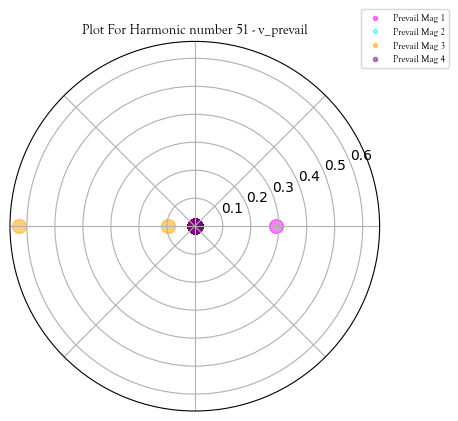 Plot For Harmonic number 51 - v_prevail
Prevail Mag 1
Prevail Mag 2
Prevail Mag 3
Prevail Mag 4
0.6
0.5
0.4
0.3
0.2
0.1